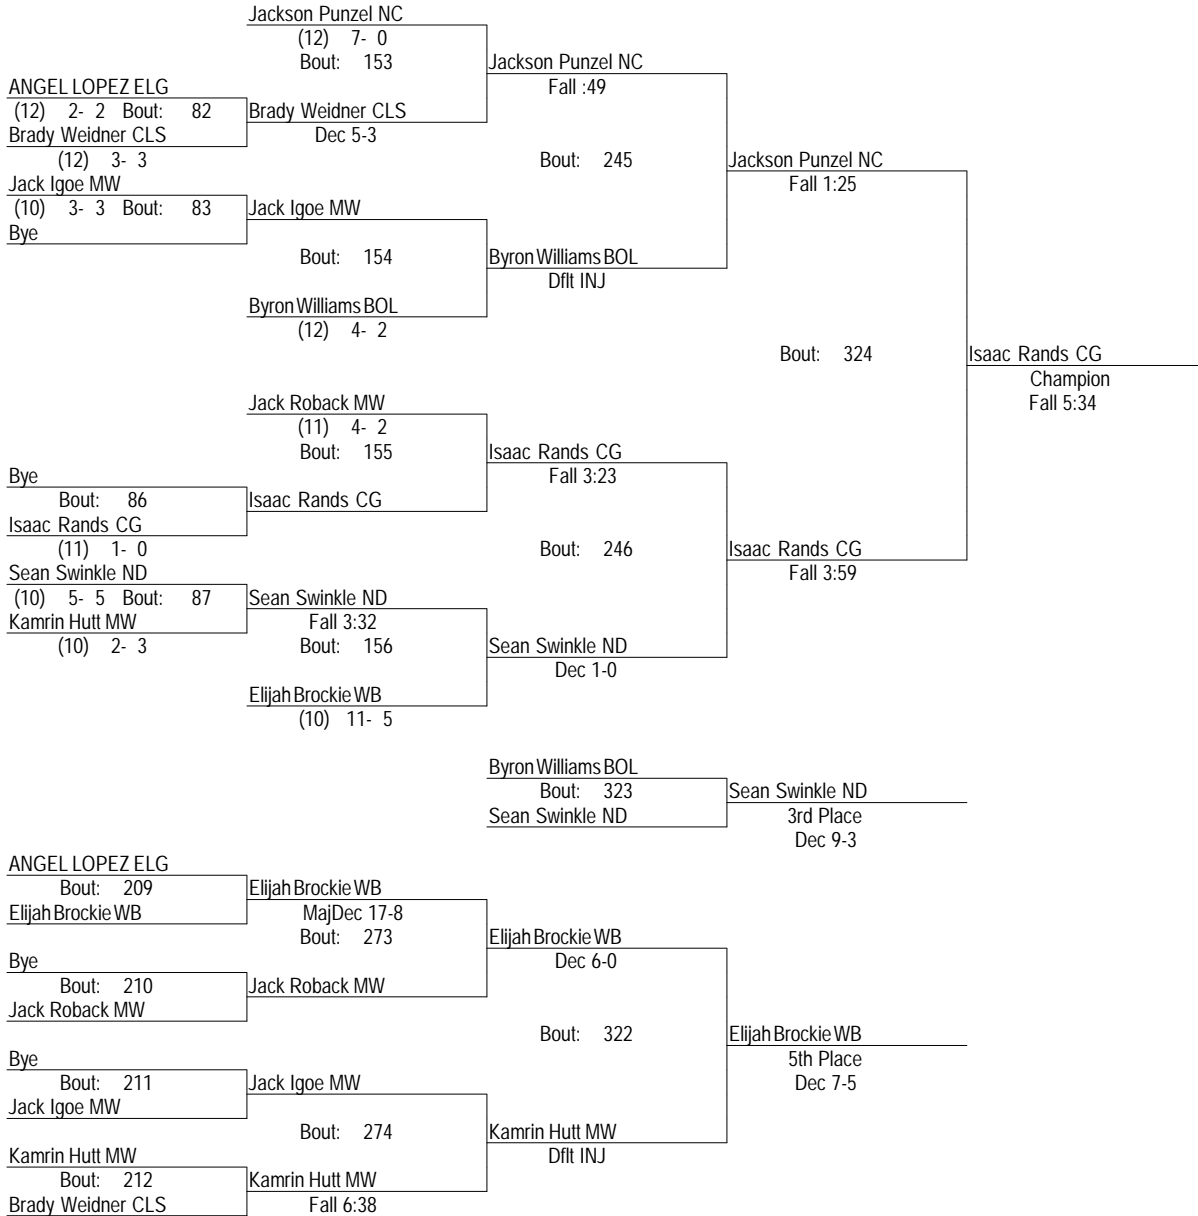 Jackson Punzel NC
(12) 7- 0
Bout: 153
Jackson Punzel NC
Fall :49
ANGEL LOPEZ ELG
(12) 2- 2 Bout: 82
Brady Weidner CLS
Brady Weidner CLS
Dec 5-3
(12) 3- 3
Bout: 245
Jackson Punzel NC
Fall 1:25
Jack Igoe MW
(10) 3- 3 Bout: 83
Jack Igoe MW
Bye
Bout: 154
Byron Williams BOL
Dflt INJ
Byron Williams BOL
(12) 4- 2
Bout: 324
Isaac Rands CG
Champion
Fall 5:34
Jack Roback MW
(11) 4- 2
Bout: 155
Isaac Rands CG
Fall 3:23
Bye
Bout: 86
Isaac Rands CG
Isaac Rands CG
(11) 1- 0
Bout: 246
Isaac Rands CG
Fall 3:59
Sean Swinkle ND
(10) 5- 5 Bout: 87
Sean Swinkle ND
Kamrin Hutt MW
Fall 3:32
(10) 2- 3
Bout: 156
Sean Swinkle ND
Dec 1-0
Elijah Brockie WB
(10) 11- 5
Byron Williams BOL
Bout: 323
Sean Swinkle ND
Sean Swinkle ND
3rd Place
Dec 9-3
ANGEL LOPEZ ELG
Bout: 209
Elijah Brockie WB
Elijah Brockie WB
MajDec 17-8
Bout: 273
Elijah Brockie WB
Dec 6-0
Bye
Bout: 210
Jack Roback MW
Jack Roback MW
Bout: 322
Elijah Brockie WB
5th Place
Dec 7-5
Bye
Bout: 211
Jack Igoe MW
Jack Igoe MW
Bout: 274
Kamrin Hutt MW
Dflt INJ
Kamrin Hutt MW
Bout: 212
Kamrin Hutt MW
Brady Weidner CLS
Fall 6:38